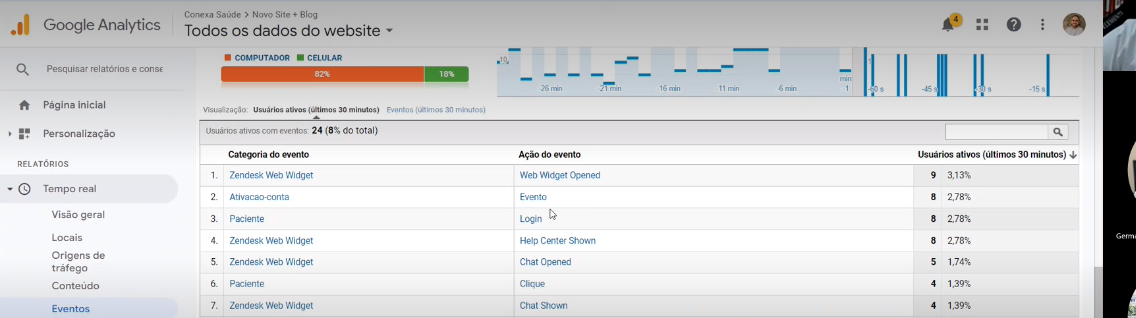 Google Analytics
Conexa Saúde > Novo Site + Blog
Todos os dados do website
4
Pesquisar relatórios e conse
Página inicial
Personalização
RELATÓRIOS
Tempo real
Visão geral
Locais
Origens de
tráfego
Conteúdo
Eventos
COMPUTADOR CELULAR
82% 18%
10
-26 min -21 min -16 min -11 min -6 min min
1
-60 s -45 s -30 s -15 s
Visualização: Usuários ativos (últimos 30 minutos) Eventos (últimos 30 minutos)
Usuários ativos com eventos: 24 (8% do total)
Categoria do evento Ação do evento Usuários ativos (últimos 30 minutos)
1. Zendesk Web Widget Web Widget Opened 9 3,13%
2. Ativacao-conta Evento 8 2,78%
3. Paciente Login 8 2,78%
4. Zendesk Web Widget Help Center Shown 8 2,78%
5. Zendesk Web Widget Chat Opened 5 1,74%
6. Paciente Clique 4 1,39%
7. Zendesk Web Widget Chat Shown 4 1,39%